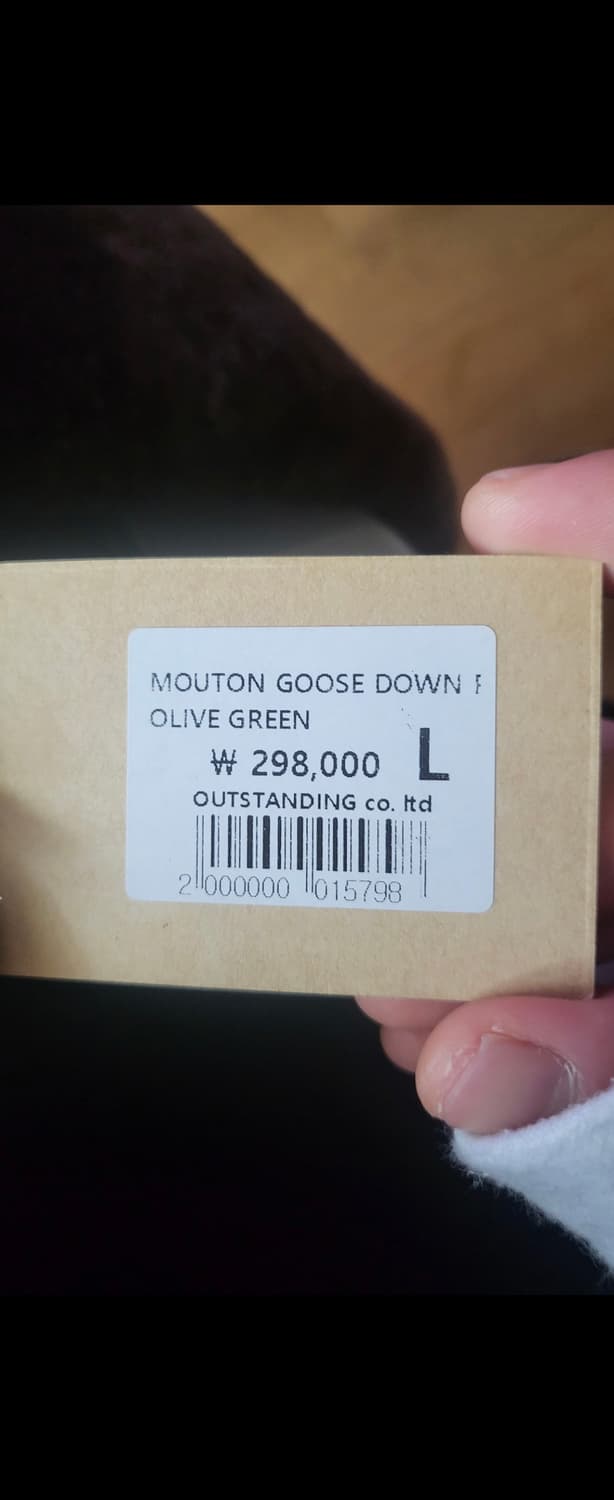 MOUTON GOOSE DOWN
OLIVE GREEN
₩ 298,000 L
OUTSTANDING co. ltd
2 000000 015798